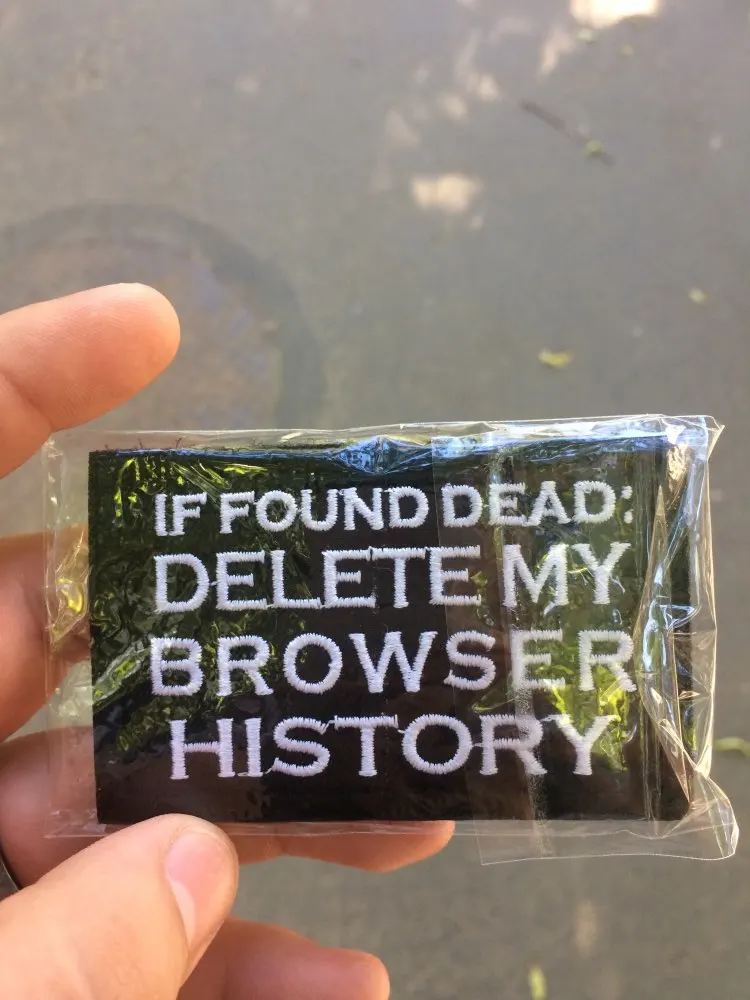 IF FOUND DEAD:
DELETE MY
BROWSER
HISTORY